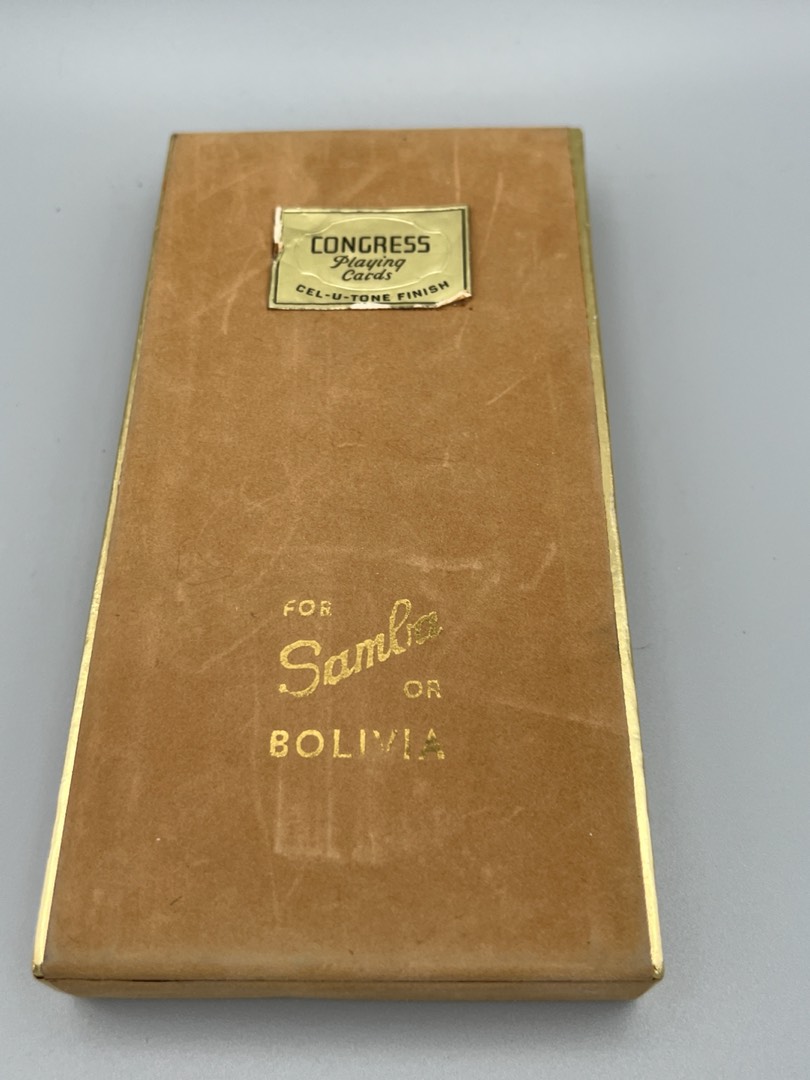 CONGRESS
Playing
Cards
CEL-U-TONE FINISH
FOR
Samba
OR
BOLIVIA